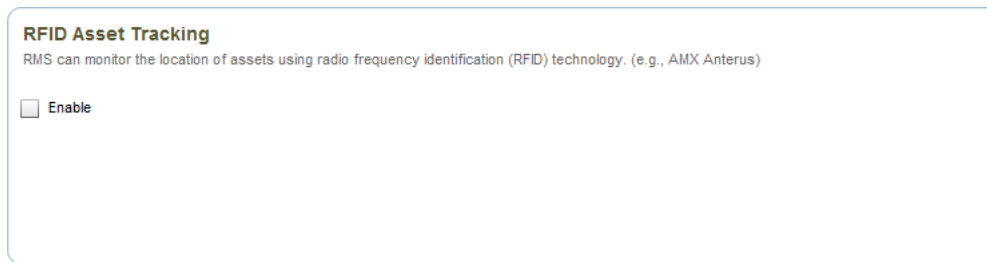 RFID Asset Tracking
RMS can monitor the location of assets using radio frequency identification (RFID) technology. (e.g., AMX Anterus)
Enable